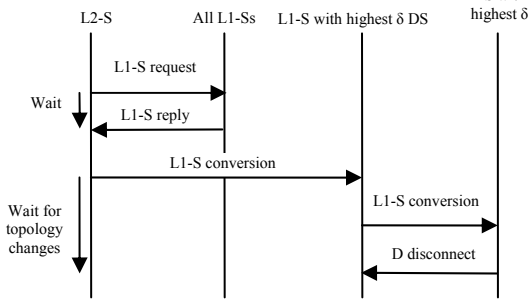 L2-S
All L1-Ss
L1-S with highest δ DS
highest δ
L1-S request
Wait
L1-S reply
L1-S conversion
Wait for
topology
changes
L1-S conversion
D disconnect